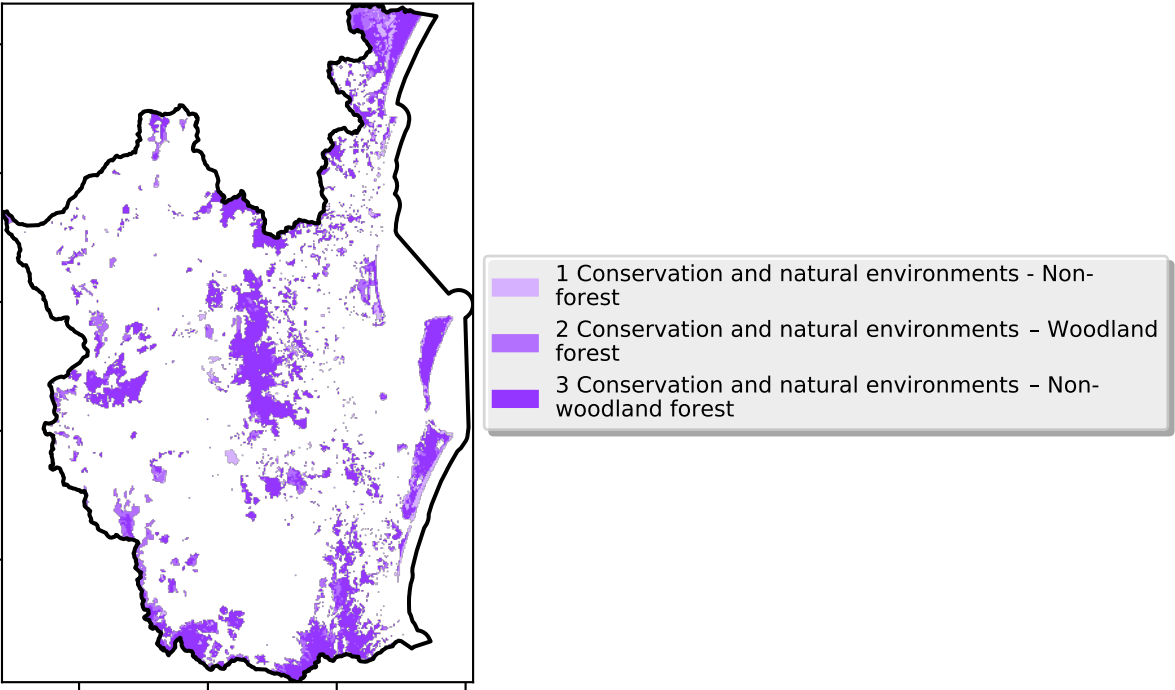 1 Conservation and natural environments - Non-
forest
2 Conservation and natural environments – Woodland
forest
3 Conservation and natural environments – Non-
woodland forest